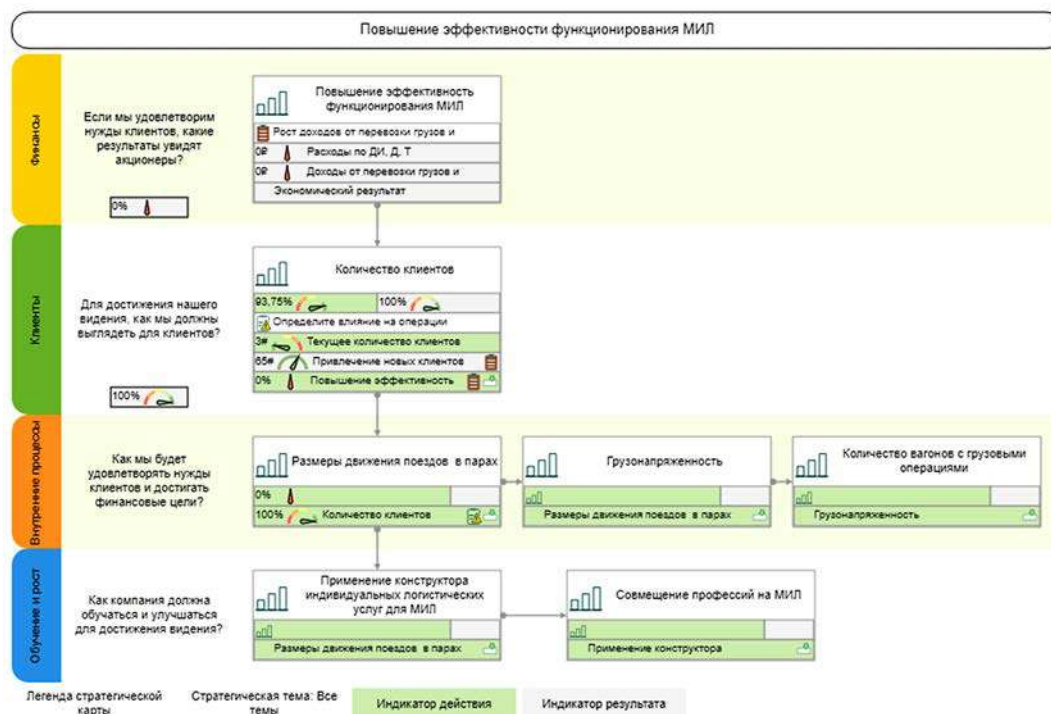 Повышение эффективности функционирования МИЛ
Финансы
Если мы удовлетворим
нужды клиентов, какие
результаты увидят
акционеры?
0%
Повышение эффективность
функционирования МИЛ
Рост доходов от перевозки грузов и
0₽ Расходы по ДИ, Д, Т
0₽ Доходы от перевозки грузов и
Экономический результат
Клиенты
Для достижения нашего
видения, как мы должны
выглядеть для клиентов?
100%
Количество клиентов
93,75% 100%
Определите влияние на операции
3# Текущее количество клиентов
65# Привлечение новых клиентов
0% Повышение эффективность
Внутренние процессы
Как мы будет
удовлетворять нужды
клиентов и достигать
финансовые цели?
Размеры движения поездов в парах
0%
100% Количество клиентов
Грузонапряженность
Размеры движения поездов в парах
Количество вагонов с грузовыми
операциями
Грузонапряженность
Обучение и рост
Как компания должна
обучаться и улучшаться
для достижения видения?
Применение конструктора
индивидуальных логистических
услуг для МИЛ
Размеры движения поездов в парах
Совмещение профессий на МИЛ
Применение конструктора
Легенда стратегической
карты
Стратегическая тема: Все
темы
Индикатор действия
Индикатор результата